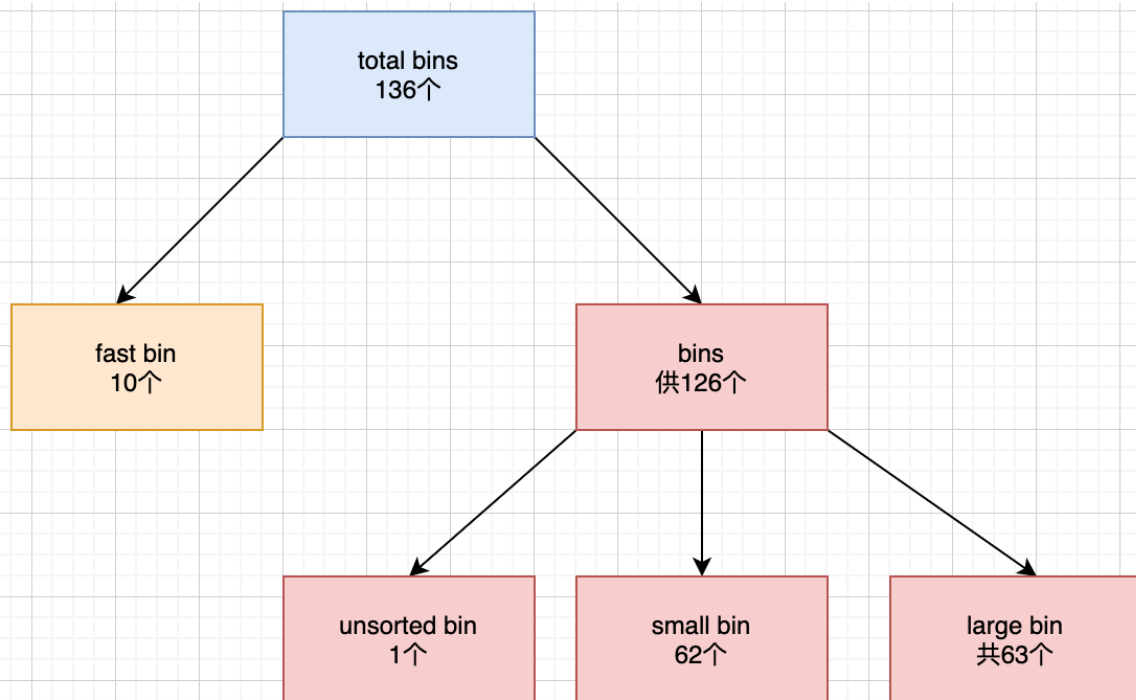 total bins
136个
fast bin
10个
bins
供126个
unsorted bin
1个
small bin
62个
large bin
共63个